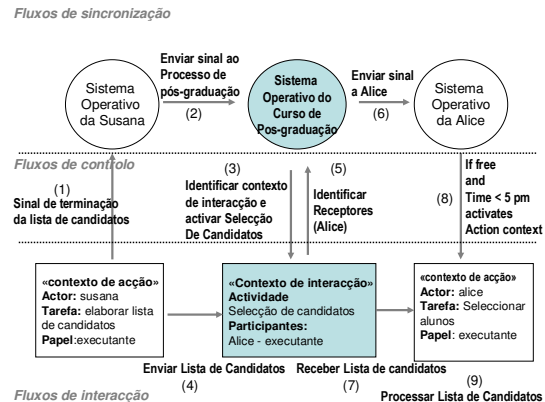 Fluxos de sincronização
Sistema
Operativo
da Susana
Enviar sinal ao
Processo de
pós-graduação
(2)
Sistema
Operativo do
Curso de
Pos-graduação
Enviar sinal
a Alice
(6)
Sistema
Operativo
da Alice
Fluxos de controlo
(1)
Sinal de terminação
da lista de candidatos
(3)
Identificar contexto
de interacção e
activar Selecção
De Candidatos
(5)
Identificar
Receptores
(Alice)
(8)
If free
and
Time < 5 pm
activates
Action context
«contexto de acção»
Actor: susana
Tarefa: elaborar lista
de candidatos
Papel:executante
«Contexto de interacção»
Actividade
Selecção de candidatos
Participantes:
Alice - executante
«contexto de acção»
Actor: alice
Tarefa: Seleccionar
alunos
Papel: executante
Enviar Lista de Candidatos
(4)
Receber Lista de candidatos
(7)
(9)
Processar Lista de Candidatos
Fluxos de interacção